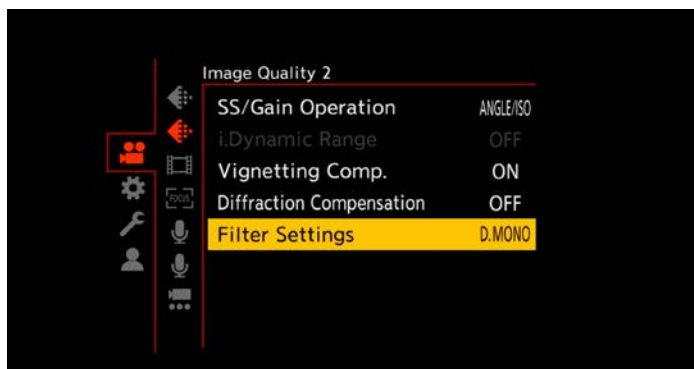 Image Quality 2
SS/Gain Operation ANGLE/ISO
i.Dynamic Range OFF
Vignetting Comp. ON
FOCUS
Diffraction Compensation OFF
Filter Settings D.MONO